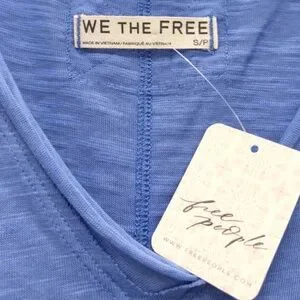 WE THE FREE
MADE IN VIETNAM/FABRIQUÉ AU VIETNAM
S/P
free
people
WWW.FREEPEOPLE.COM